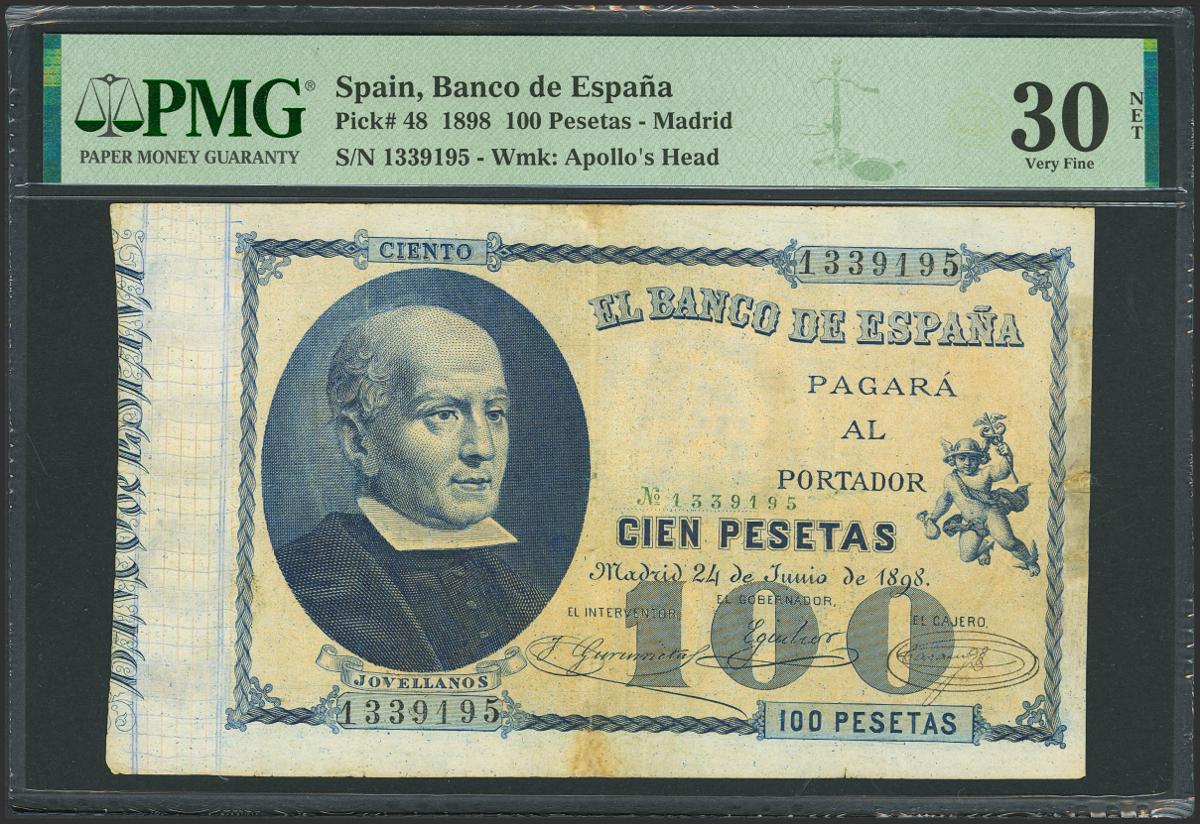 PMG®
PAPER MONEY GUARANTY
Spain, Banco de España
Pick# 48 1898 100 Pesetas - Madrid
S/N 1339195 - Wmk: Apollo's Head
30
Very Fine
NET
CIENTO
1339195
EL BANCO DE ESPAÑA
PAGARÁ
AL
PORTADOR
No 1339195
CIEN PESETAS
Madrid 24 de Junio de 1898.
100
EL INTERVENTOR,
EL GOBERNADOR,
EL CAJERO,
JOVELLANOS
1339195
100 PESETAS